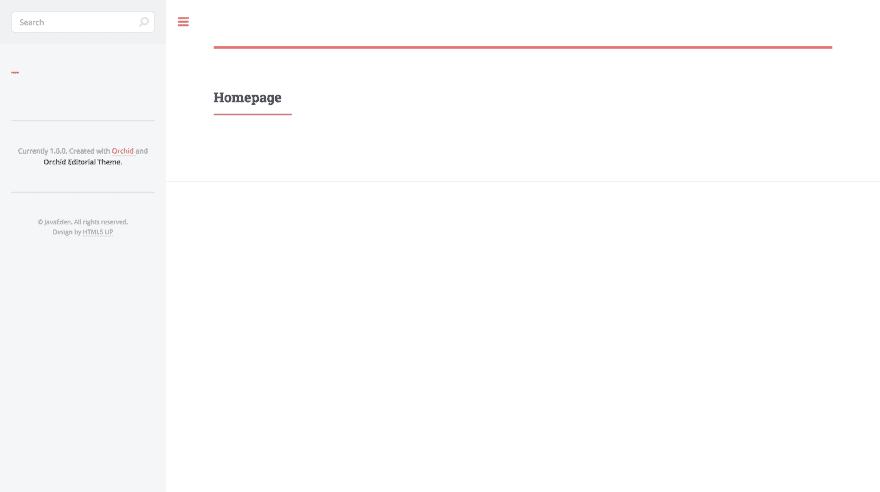 Search
Homepage
Currently 1.0.0. Created with Orchid and
Orchid Editorial Theme.
© JavaEden. All rights reserved.
Design by HTML5 UP